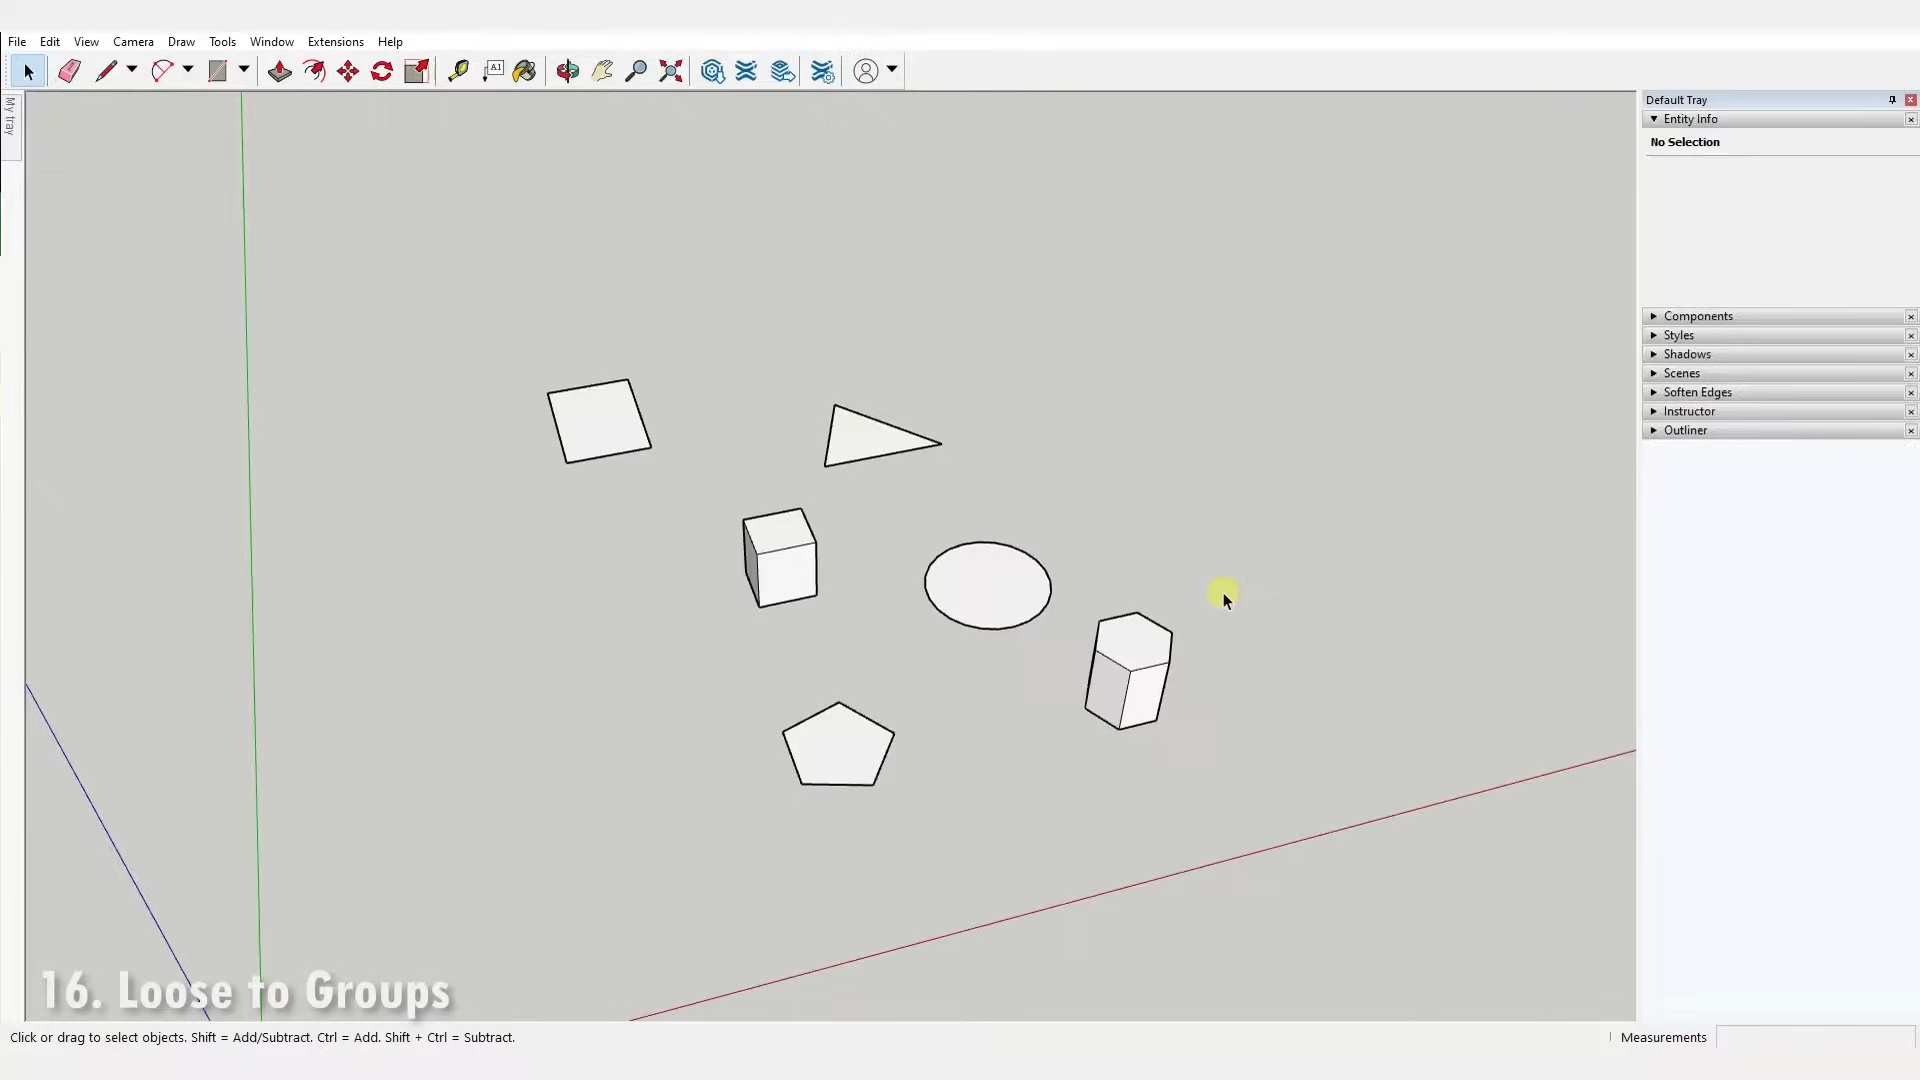 File Edit View Camera Draw Tools Window Extensions Help
A1
My tray
Default Tray
Entity Info
No Selection
Components
Styles
Shadows
Scenes
Soften Edges
Instructor
Outliner
16. Loose to Groups
Click or drag to select objects. Shift = Add/Subtract. Ctrl = Add. Shift + Ctrl = Subtract.
Measurements